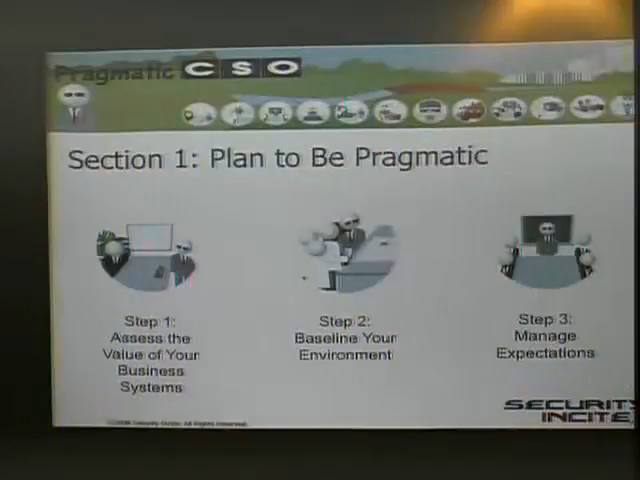 Pragmatic CSO
Section 1: Plan to Be Pragmatic
Step 1:
Assess the
Value of Your
Business
Systems
Step 2:
Baseline Your
Environment
Step 3:
Manage
Expectations
SECURITY
INCITE